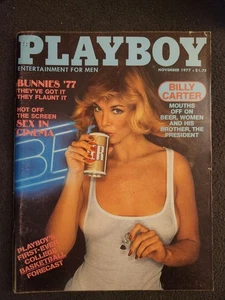 PLAYBOY
ENTERTAINMENT FOR MEN
NOVEMBER 1977 • $1.75
BUNNIES '77
THEY'VE GOT IT
THEY FLAUNT IT
HOT OFF
THE SCREEN
SEX IN
CINEMA
BILLY
CARTER
MOUTHS
OFF ON
BEER, WOMEN
AND HIS
BROTHER, THE
PRESIDENT
BE
PLAYBOY'S
FIRST-EVER
COLLEGE
BASKETBALL
FORECAST